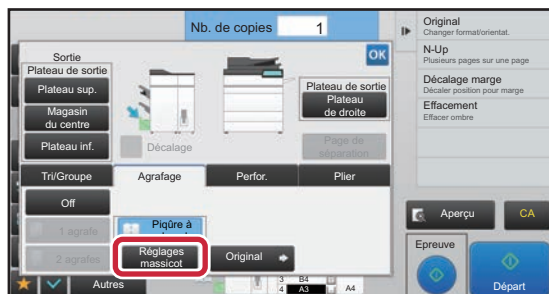 Nb. de copies 1
Sortie
Plateau de sortie
Plateau sup.
Magasin
du centre
Plateau inf.
Décalage
OK
Plateau de sortie
Plateau
de droite
Page de
séparation
Tri/Groupe
Agrafage
Perfor.
Plier
Off
1 agrafe
2 agrafes
Piqûre à
Réglages
massicot
Original
Autres
3 B4
4 A3
A4
Original
Changer format/orientat.
N-Up
Plusieurs pages sur une page
Décalage marge
Décaler position pour marge
Effacement
Effacer ombre
Aperçu
CA
Epreuve
Départ